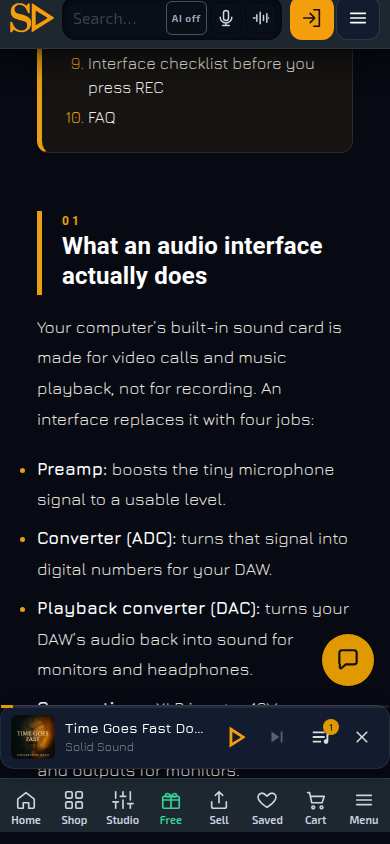 SD
Search...
AI off
9. Interface checklist before you
press REC
10. FAQ
01
What an audio interface
actually does
Your computer's built-in sound card is
made for video calls and music
playback, not for recording. An
interface replaces it with four jobs:
• Preamp: boosts the tiny microphone
signal to a usable level.
• Converter (ADC): turns that signal into
digital numbers for your DAW.
• Playback converter (DAC): turns your
DAW's audio back into sound for
monitors and headphones.
TIME GOES
FAST
Time Goes Fast Do...
Solid Sound
1
and outputs for monitors.
Home
Shop
Studio
Free
Sell
Saved
Cart
Menu